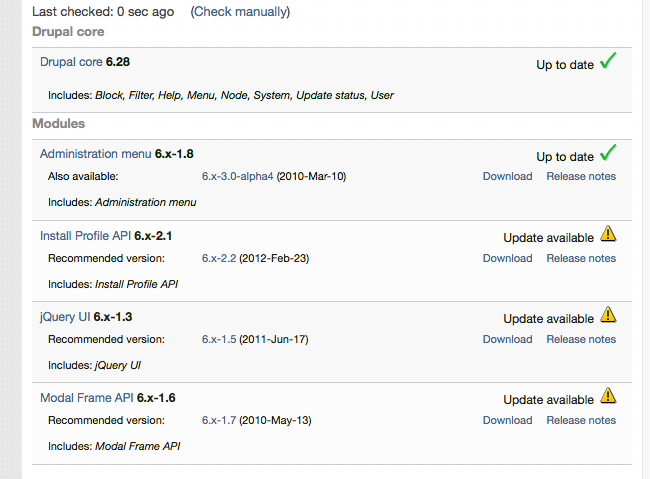 Last checked: 0 sec ago (Check manually)
Drupal core
Drupal core 6.28 Up to date
Includes: Block, Filter, Help, Menu, Node, System, Update status, User
Modules
Administration menu 6.x-1.8 Up to date
Also available: 6.x-3.0-alpha4 (2010-Mar-10) Download Release notes
Includes: Administration menu
Install Profile API 6.x-2.1 Update available
Recommended version: 6.x-2.2 (2012-Feb-23) Download Release notes
Includes: Install Profile API
jQuery UI 6.x-1.3 Update available
Recommended version: 6.x-1.5 (2011-Jun-17) Download Release notes
Includes: jQuery UI
Modal Frame API 6.x-1.6 Update available
Recommended version: 6.x-1.7 (2010-May-13) Download Release notes
Includes: Modal Frame API